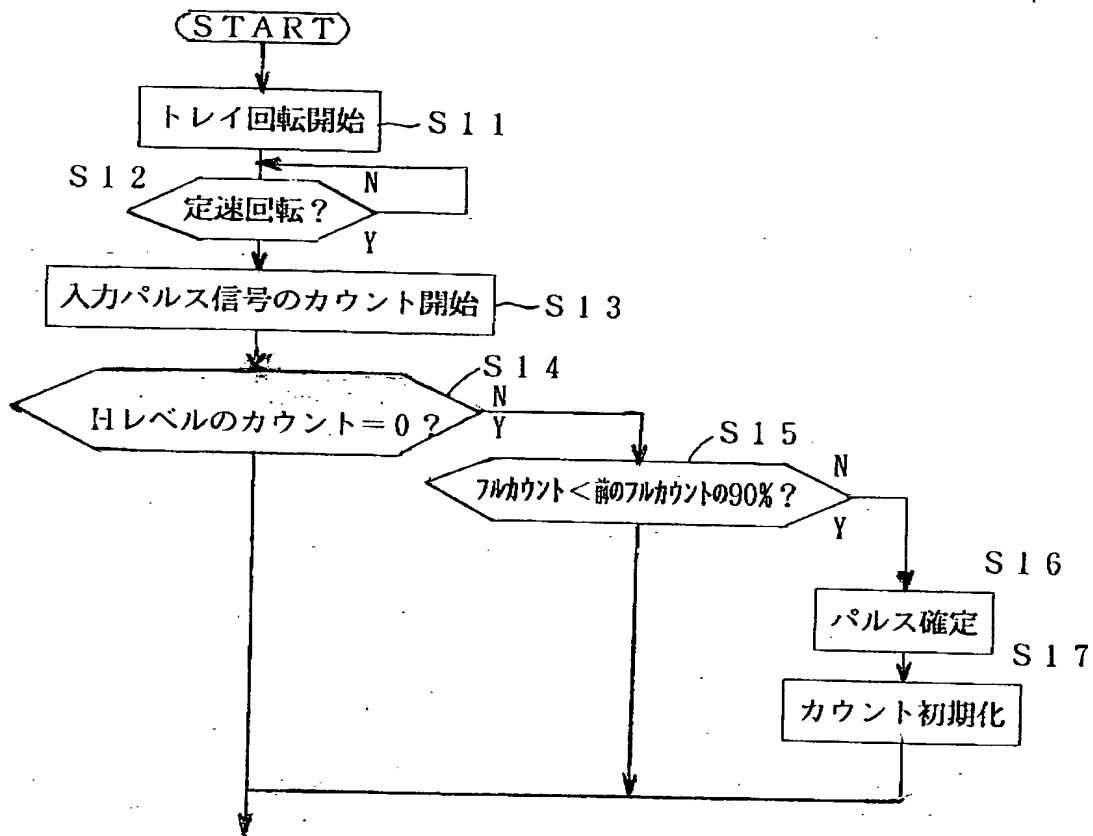 START
トレイ回転開始
S11
S12
N
定速回転?
Y
入力パルス信号のカウント開始
S13
S14
Hレベルのカウント=0?
N
Y
S15
フルカウント<前のフルカウントの90%?
N
Y
S16
パルス確定
S17
カウント初期化